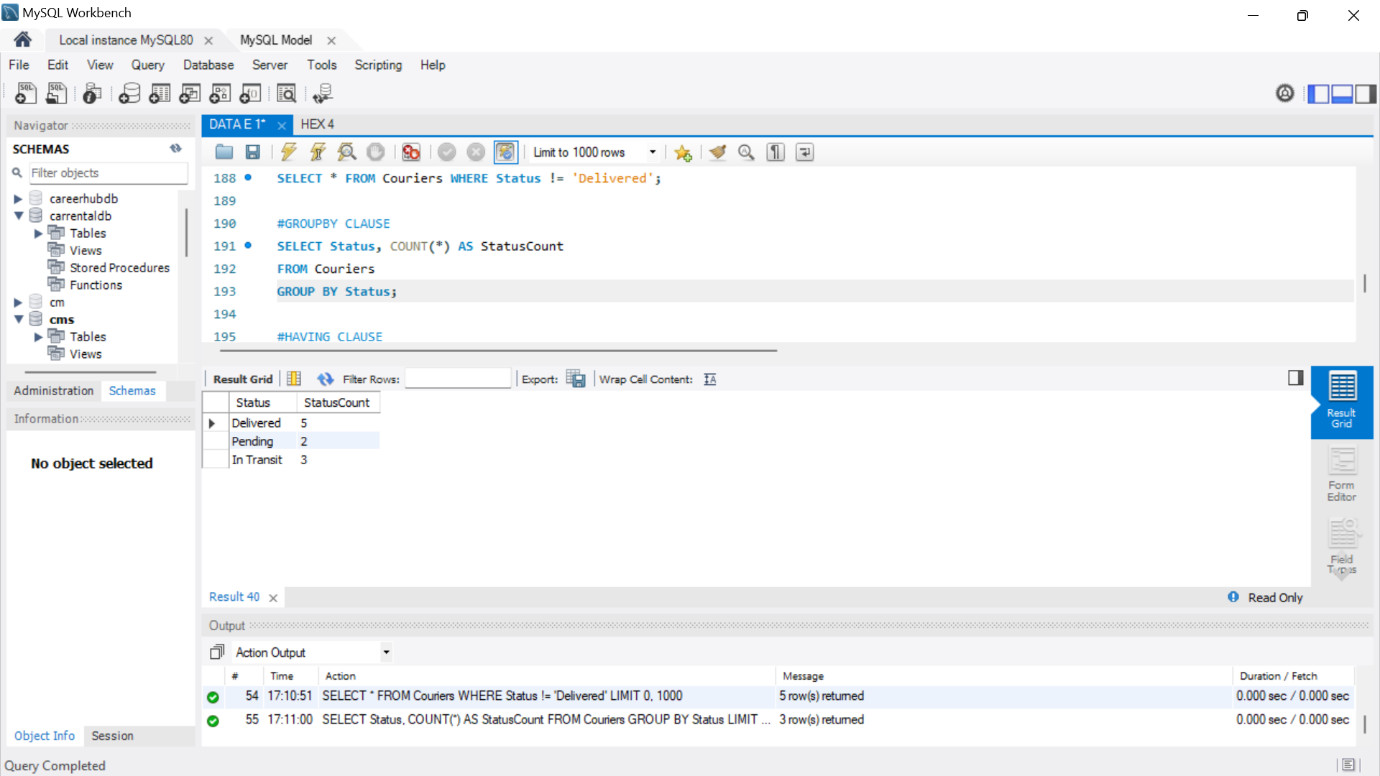 MySQL Workbench
Local instance MySQL80
MySQL Model
File Edit View Query Database Server Tools Scripting Help
Navigator
SCHEMAS
Filter objects
careerhubdb
carrentaldb
Tables
Views
Stored Procedures
Functions
cm
cms
Tables
Views
Administration Schemas
Information
No object selected
Object Info Session
DATA E 1* HEX 4
Limit to 1000 rows
188 SELECT * FROM Couriers WHERE Status != 'Delivered';
189
190 #GROUPBY CLAUSE
191 SELECT Status, COUNT(*) AS StatusCount
192 FROM Couriers
193 GROUP BY Status;
194
195 #HAVING CLAUSE
Result Grid Filter Rows: Export: Wrap Cell Content:
Status StatusCount
Delivered 5
Pending 2
In Transit 3
Result Grid
Form Editor
Field Types
Result 40
Read Only
Output
Action Output
# Time Action Message Duration / Fetch
54 17:10:51 SELECT * FROM Couriers WHERE Status != 'Delivered' LIMIT 0, 1000 5 row(s) returned 0.000 sec / 0.000 sec
55 17:11:00 SELECT Status, COUNT(*) AS StatusCount FROM Couriers GROUP BY Status LIMIT ... 3 row(s) returned 0.000 sec / 0.000 sec
Query Completed